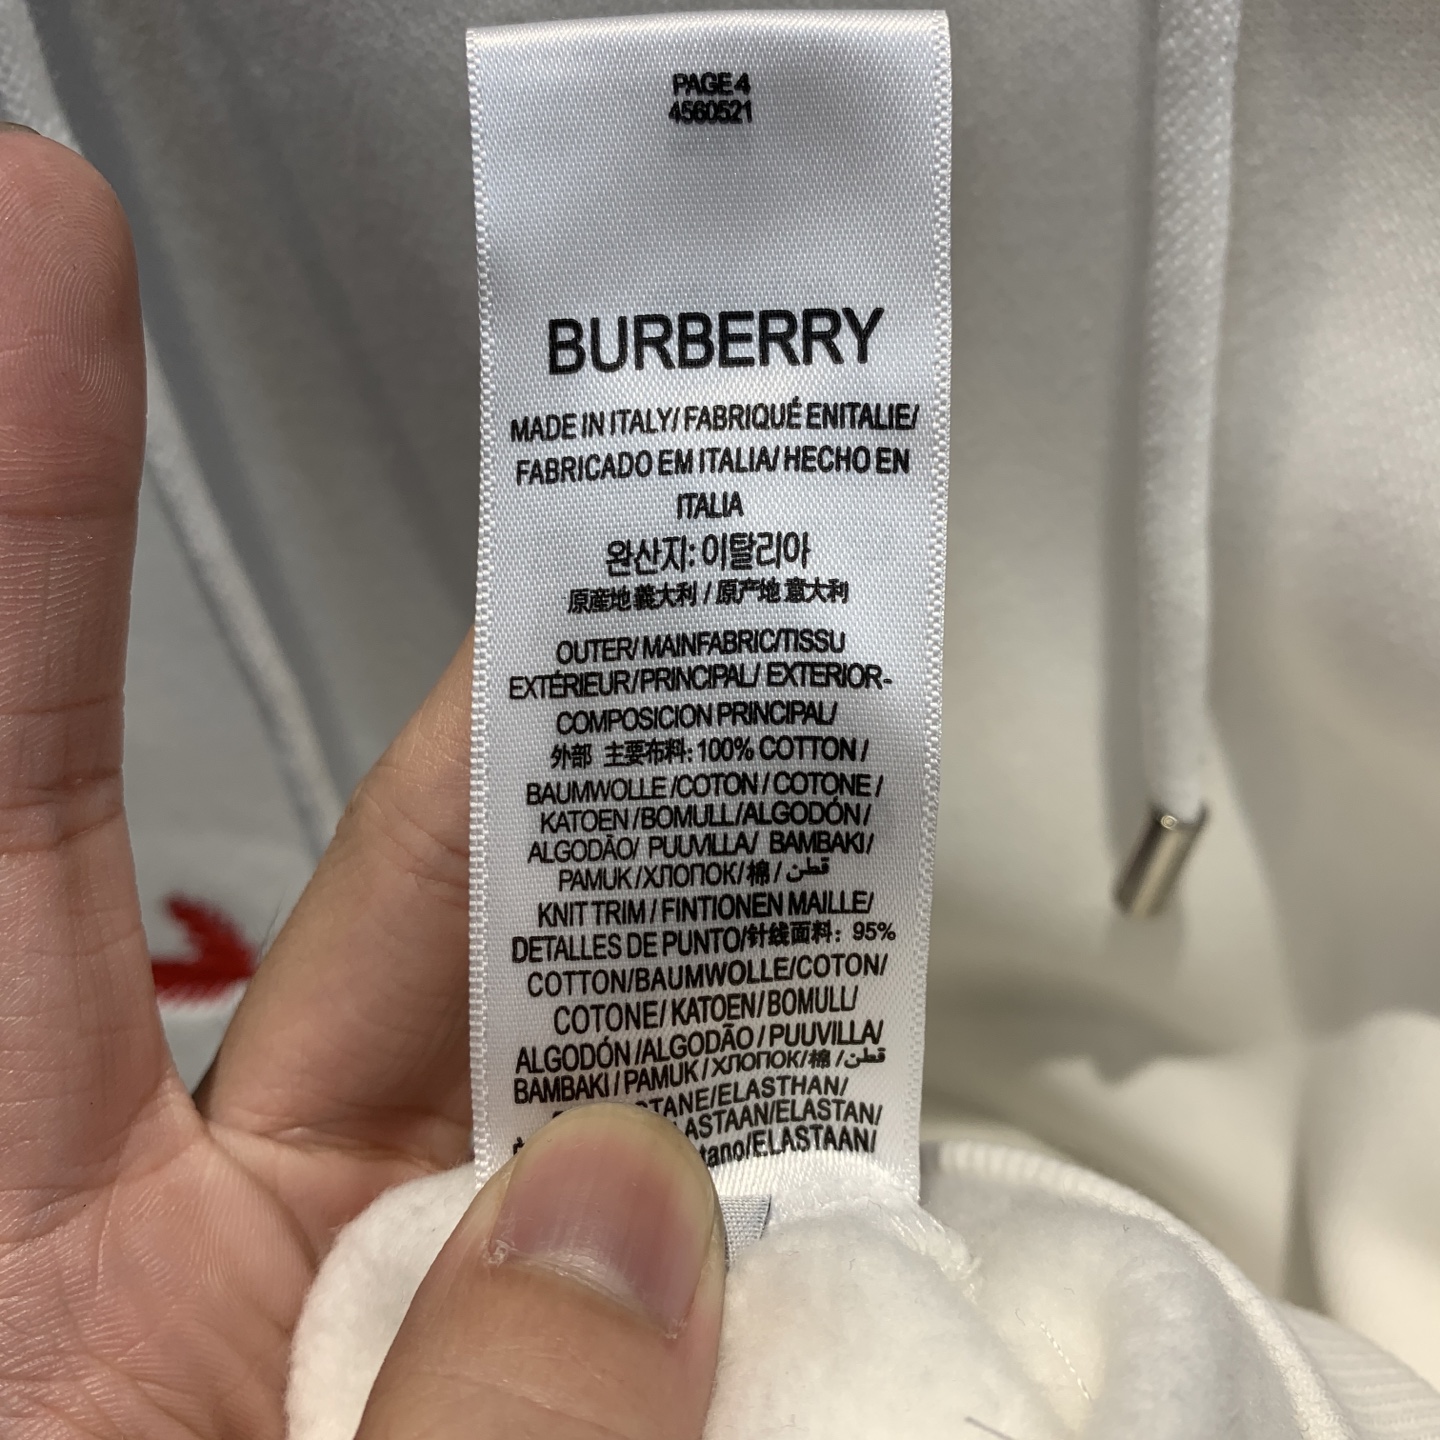 PAGE 4
4560521
BURBERRY
MADE IN ITALY/ FABRIQUÉ ENITALIE/
FABRICADO EM ITALIA/ HECHO EN
ITALIA
완산지: 이탈리아
原産地 義大利 / 原产地 意大利
OUTER/ MAINFABRIC/TISSU
EXTÉRIEUR/PRINCIPAL/ EXTERIOR-
COMPOSICION PRINCIPAL/
外部 主要布料: 100% COTTON /
BAUMWOLLE /COTON / COTONE /
KATOEN /BOMULL/ALGODÓN /
ALGODÃO/ PUUVILLA/ BAMBAKI /
PAMUK /ХЛОПОК/棉 / قطن
KNIT TRIM / FINTIONEN MAILLE/
DETALLES DE PUNTO/针线面料: 95%
COTTON/BAUMWOLLE/COTON/
COTONE/ KATOEN/ BOMULL/
ALGODÓN /ALGODÃO / PUUVILLA/
BAMBAKI / PAMUK / ХЛОПОК/棉 / قطن
TANE/ELASTHAN/
LASTAAN/ELASTAN/
tano/ELASTAAN/